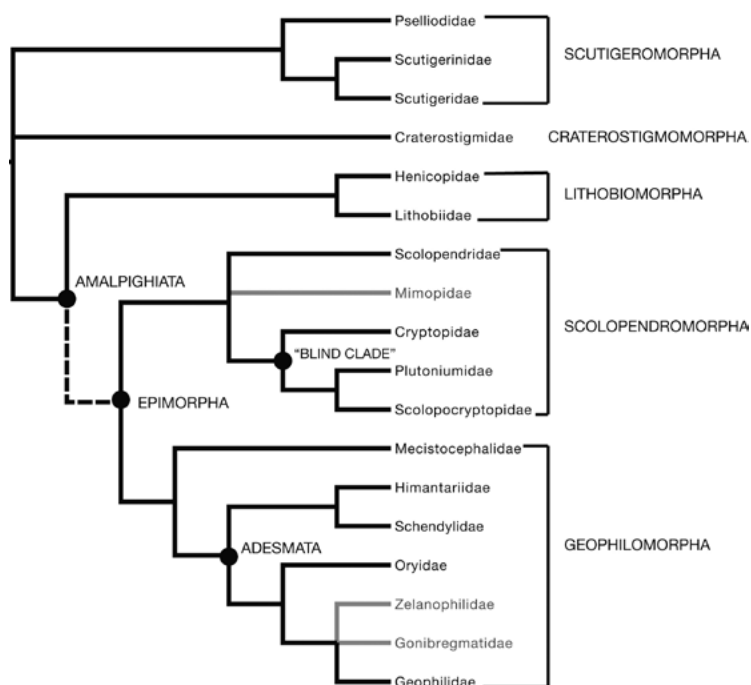 Pselliodidae
Scutigerinidae
SCUTIGEROMORPHA
Scutigeridae
Craterostigmidae
CRATEROSTIGMOMORPHA
Henicopidae
LITHOBIOMORPHA
Lithobiidae
Scolopendridae
AMALPIGHIATA
Mimopidae
SCOLOPENDROMORPHA
Cryptopidae
"BLIND CLADE"
Plutoniumidae
EPIMORPHA
Scolopocryptopidae
Mecistocephalidae
Himantariidae
Schendylidae
GEOPHILOMORPHA
ADESMATA
Oryidae
Zelanophilidae
Gonibregmatidae
Geophilidae